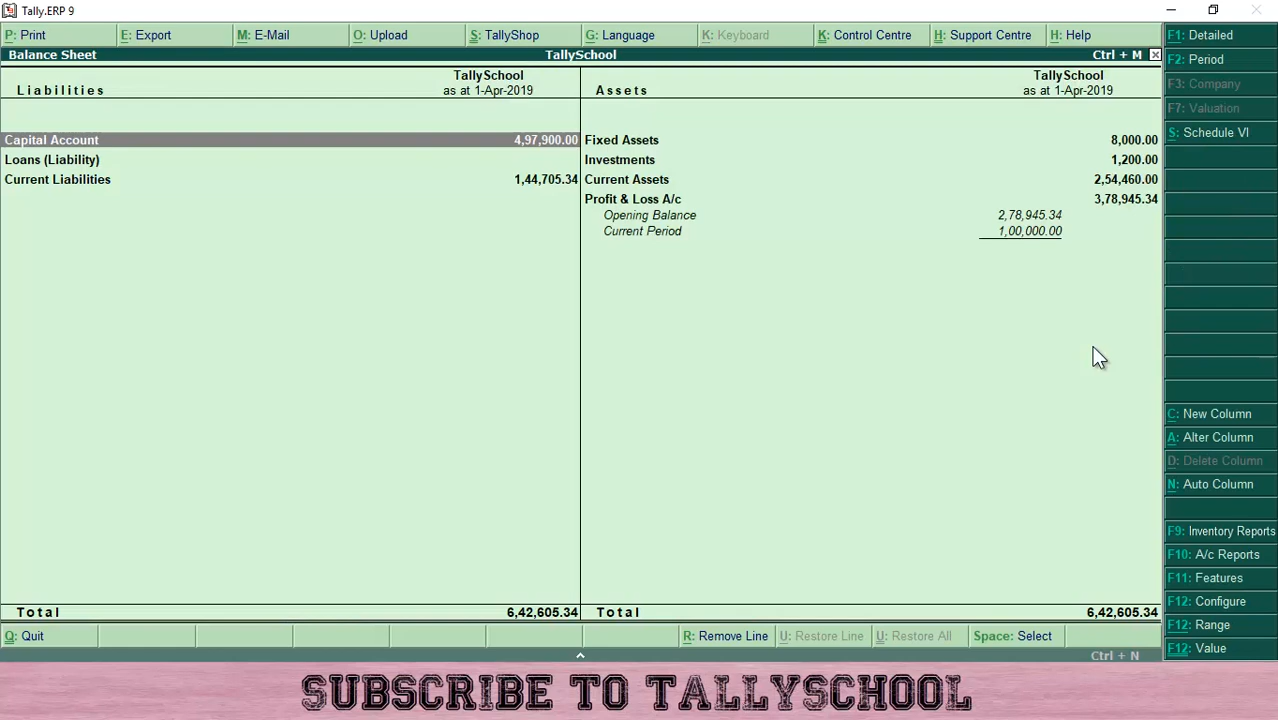 Tally.ERP 9
P: Print E: Export M: E-Mail O: Upload S: TallyShop G: Language K: Keyboard K: Control Centre H: Support Centre H: Help
Balance Sheet TallySchool Ctrl + M
Liabilities TallySchool as at 1-Apr-2019
Assets TallySchool as at 1-Apr-2019
Capital Account 4,97,900.00
Loans (Liability)
Current Liabilities 1,44,705.34
Total 6,42,605.34
Fixed Assets 8,000.00
Investments 1,200.00
Current Assets 2,54,460.00
Profit & Loss A/c 3,78,945.34
Opening Balance 2,78,945.34
Current Period 1,00,000.00
Total 6,42,605.34
F1: Detailed
F2: Period
F3: Company
F7: Valuation
S: Schedule VI
C: New Column
A: Alter Column
D: Delete Column
N: Auto Column
F9: Inventory Reports
F10: A/c Reports
F11: Features
F12: Configure
F12: Range
F12: Value
Q: Quit R: Remove Line U: Restore Line U: Restore All Space: Select
Ctrl + N
SUBSCRIBE TO TALLYSCHOOL